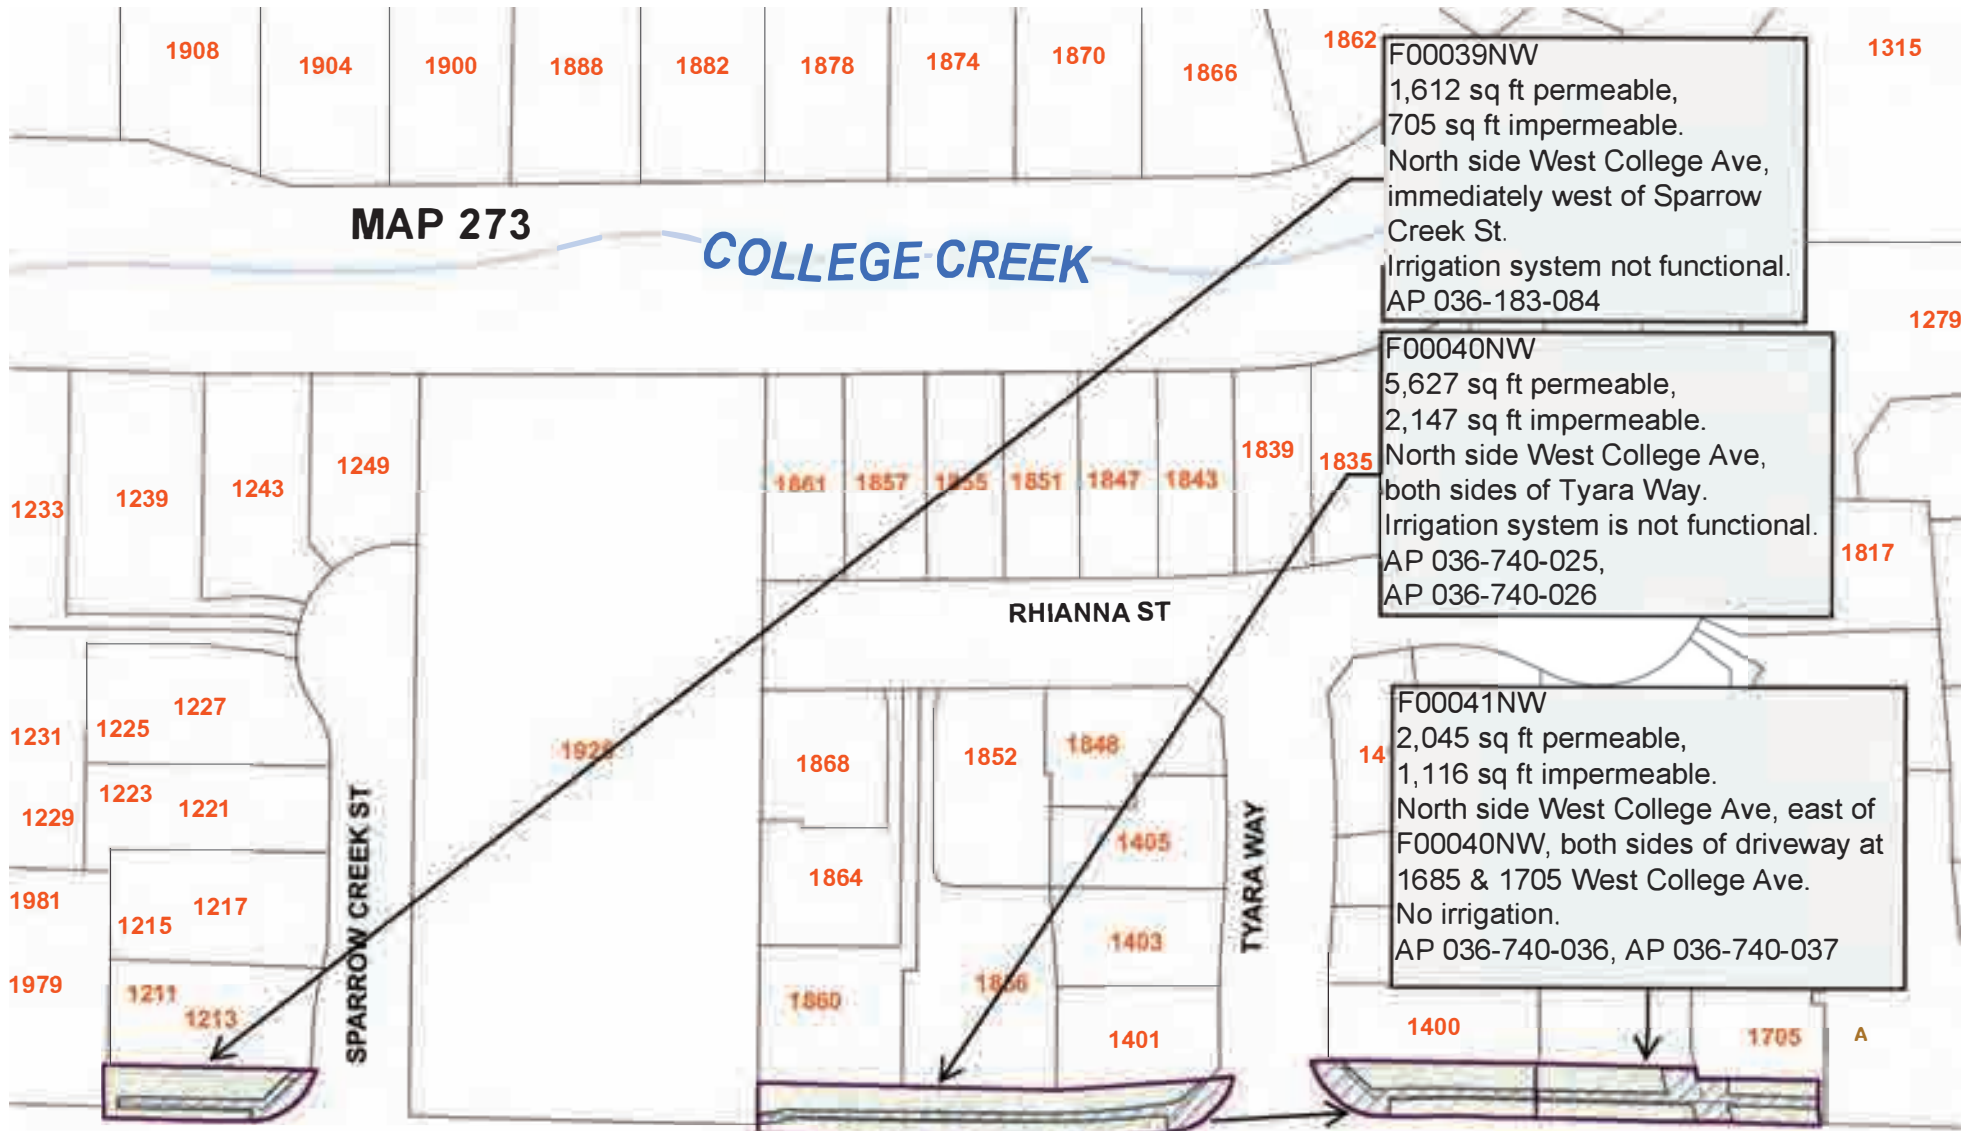 1908
1904
1900
1888
1882
1878
1874
1870
1866
1862
1315
F00039NW
1,612 sq ft permeable,
705 sq ft impermeable.
North side West College Ave,
immediately west of Sparrow
Creek St.
Irrigation system not functional.
AP 036-183-084
MAP 273
COLLEGE CREEK
1279
F00040NW
5,627 sq ft permeable,
2,147 sq ft impermeable.
North side West College Ave,
both sides of Tyara Way.
Irrigation system is not functional.
AP 036-740-025,
AP 036-740-026
1233
1239
1243
1249
1861
1857
1855
1851
1847
1843
1839
1835
1817
RHIANNA ST
1231
1225
1227
1229
1223
1221
1981
1215
1217
1979
1211
1213
SPARROW CREEK ST
1868
1852
1848
1864
1405
1403
1860
1401
TYARA WAY
14
F00041NW
2,045 sq ft permeable,
1,116 sq ft impermeable.
North side West College Ave, east of
F00040NW, both sides of driveway at
1685 & 1705 West College Ave.
No irrigation.
AP 036-740-036, AP 036-740-037
1400
1705
A